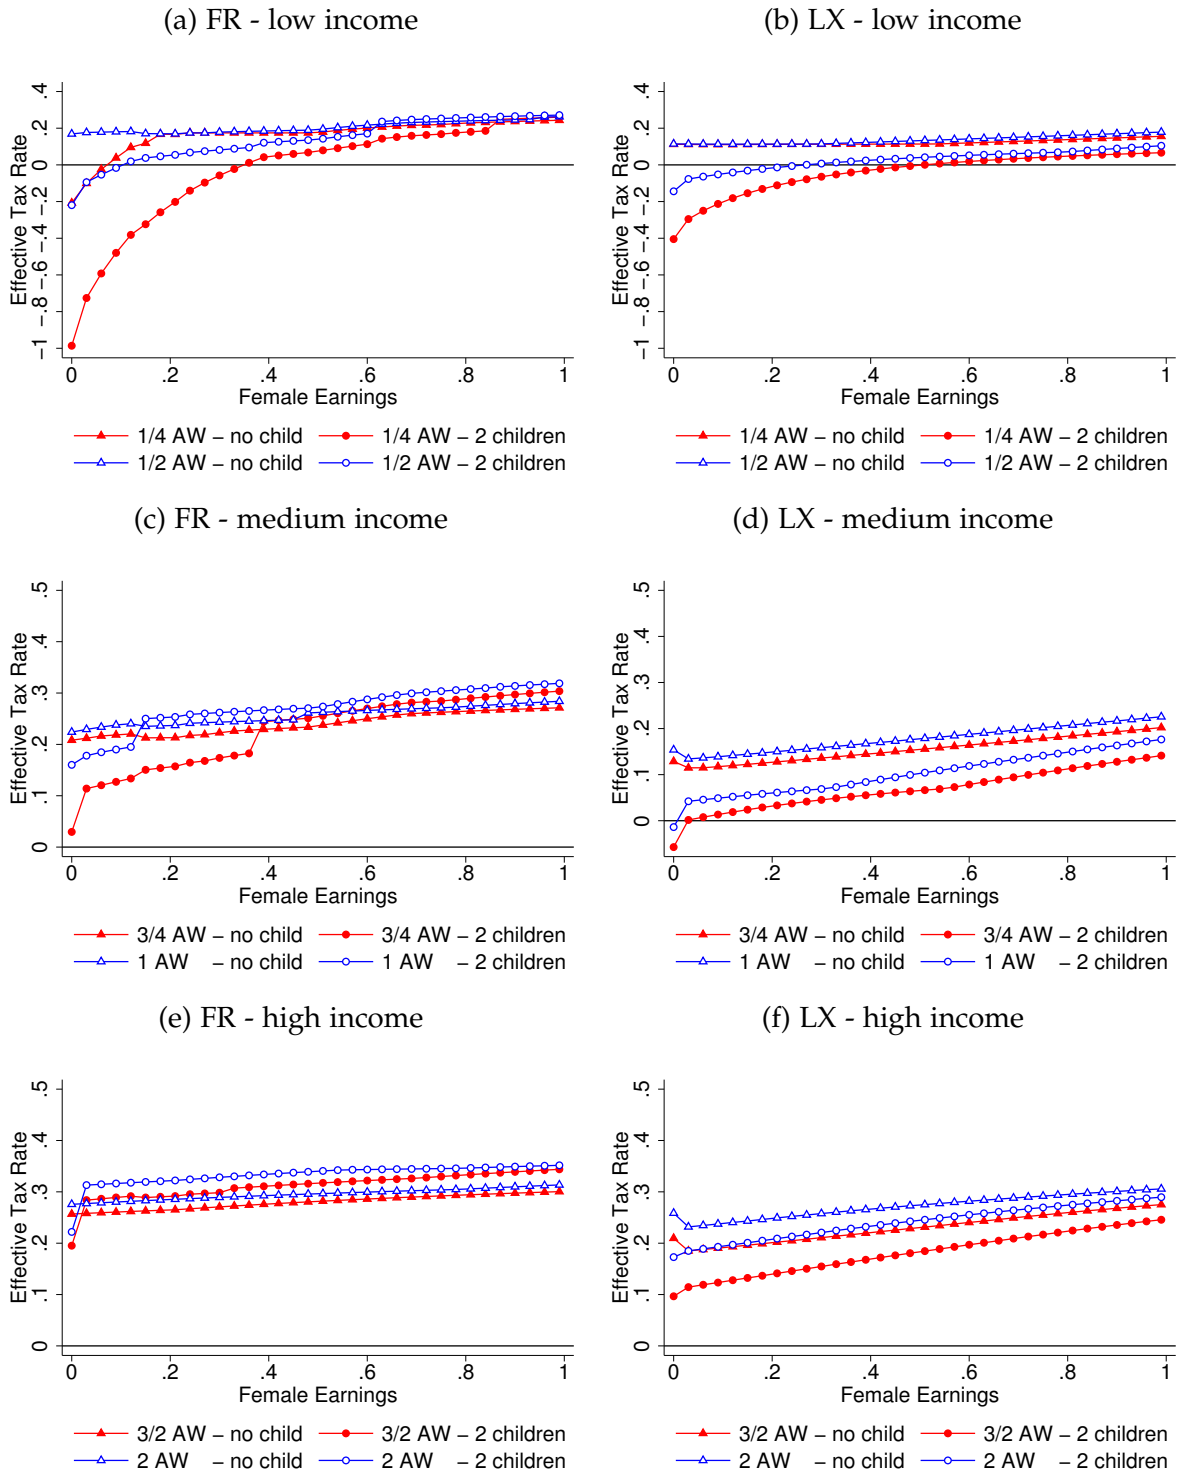 (a) FR - low income
(b) LX - low income
Effective Tax Rate
−1 −.8 −.6 −.4 −.2 0 .2 .4
0 .2 .4 .6 .8 1
Female Earnings
1/4 AW − no child 1/4 AW − 2 children
1/2 AW − no child 1/2 AW − 2 children
Effective Tax Rate
−1 −.8 −.6 −.4 −.2 0 .2 .4
0 .2 .4 .6 .8 1
Female Earnings
1/4 AW − no child 1/4 AW − 2 children
1/2 AW − no child 1/2 AW − 2 children
(c) FR - medium income
(d) LX - medium income
Effective Tax Rate
0 .1 .2 .3 .4 .5
0 .2 .4 .6 .8 1
Female Earnings
3/4 AW − no child 3/4 AW − 2 children
1 AW − no child 1 AW − 2 children
Effective Tax Rate
0 .1 .2 .3 .4 .5
0 .2 .4 .6 .8 1
Female Earnings
3/4 AW − no child 3/4 AW − 2 children
1 AW − no child 1 AW − 2 children
(e) FR - high income
(f) LX - high income
Effective Tax Rate
0 .1 .2 .3 .4 .5
0 .2 .4 .6 .8 1
Female Earnings
3/2 AW − no child 3/2 AW − 2 children
2 AW − no child 2 AW − 2 children
Effective Tax Rate
0 .1 .2 .3 .4 .5
0 .2 .4 .6 .8 1
Female Earnings
3/2 AW − no child 3/2 AW − 2 children
2 AW − no child 2 AW − 2 children